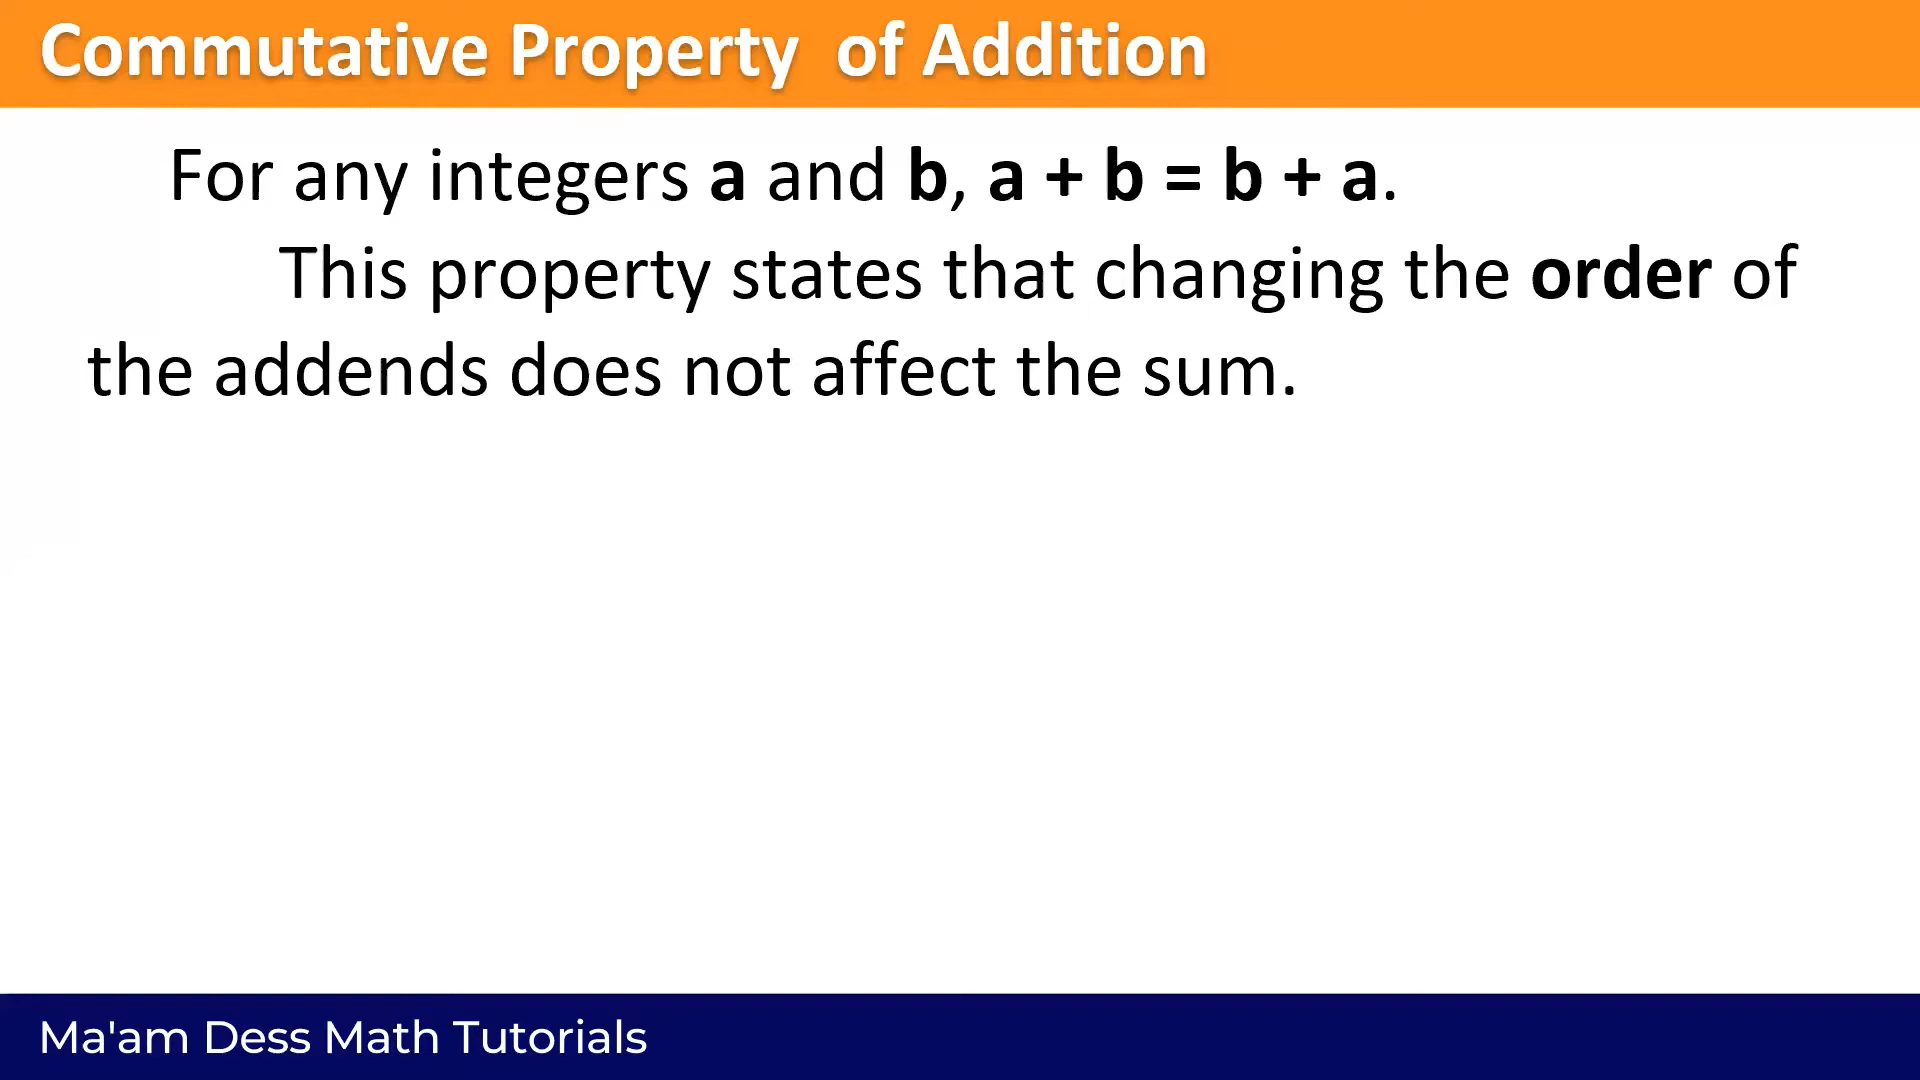 Commutative Property of Addition
For any integers a and b, a + b = b + a.
This property states that changing the order of
the addends does not affect the sum.
Ma'am Dess Math Tutorials